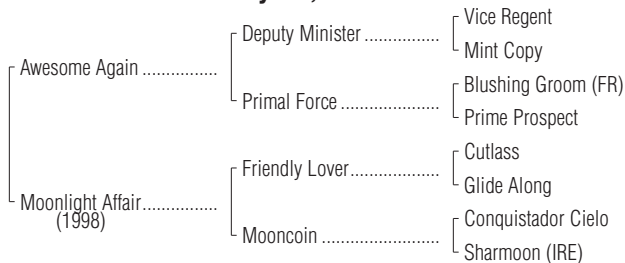 Awesome Again ................
Deputy Minister ................
Vice Regent
Mint Copy
Primal Force .....................
Blushing Groom (FR)
Prime Prospect
Moonlight Affair................
(1998)
Friendly Lover...................
Cutlass
Glide Along
Mooncoin .........................
Conquistador Cielo
Sharmoon (IRE)